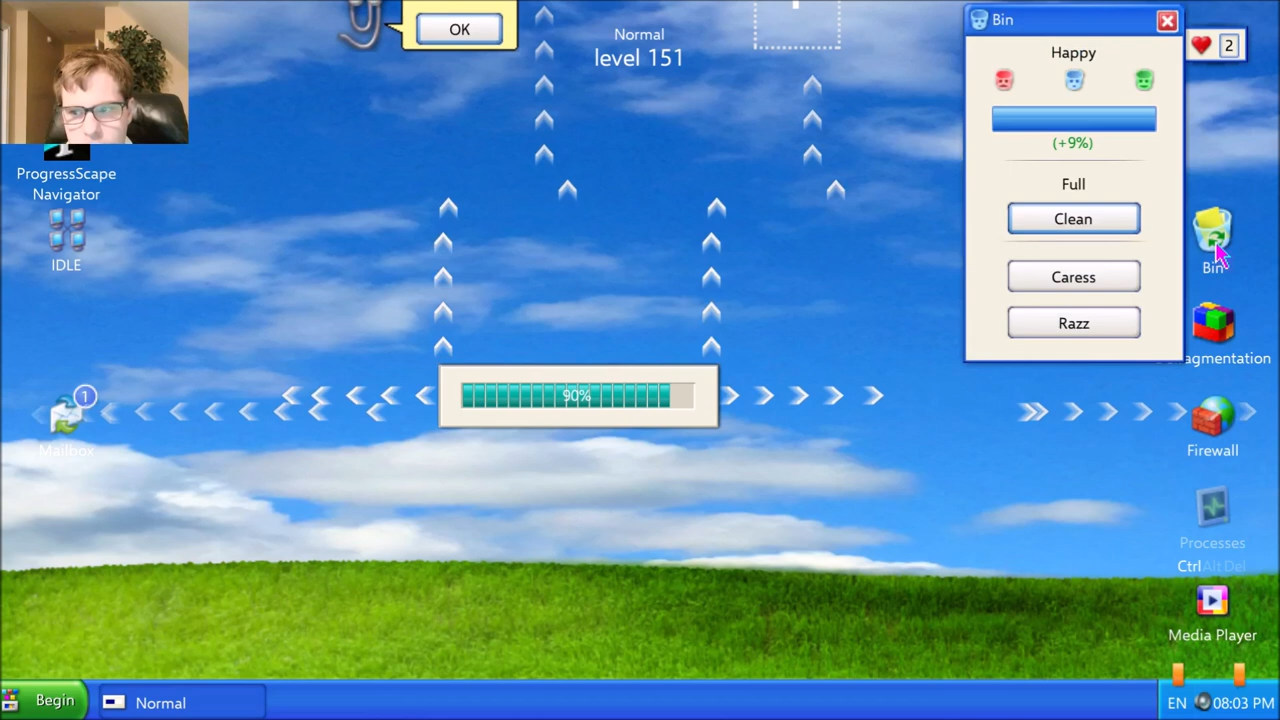 OK
Normal
level 151
Bin
2
Happy
(+9%)
Full
Clean
Caress
Razz
ProgressScape
Navigator
IDLE
Bin
90%
1
Mailbox
Firewall
Processes
Ctrl Alt Del
Media Player
Begin
Normal
EN
08:03 PM